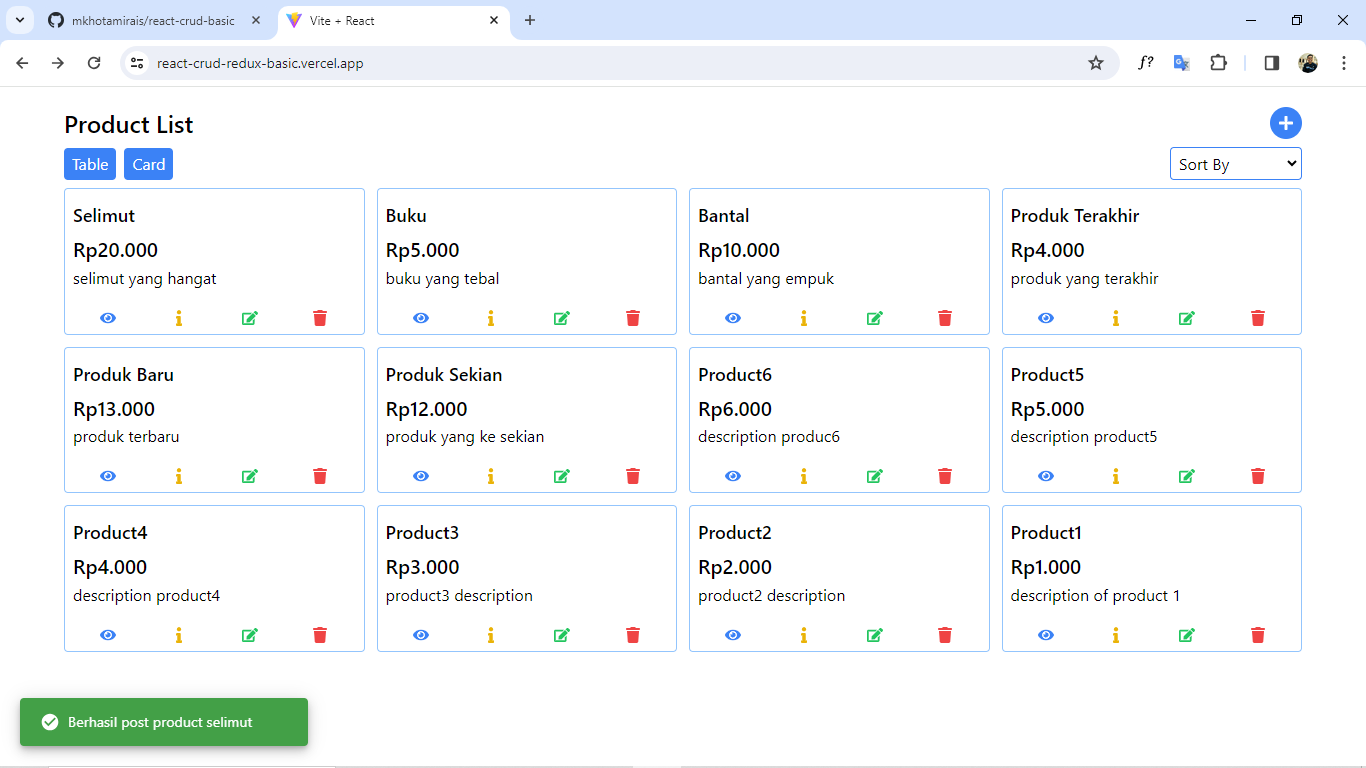 mkhotamirais/react-crud-basic
Vite + React
react-crud-redux-basic.vercel.app
f?
Product List
Table Card
Sort By
Selimut
Rp20.000
selimut yang hangat
Buku
Rp5.000
buku yang tebal
Bantal
Rp10.000
bantal yang empuk
Produk Terakhir
Rp4.000
produk yang terakhir
Produk Baru
Rp13.000
produk terbaru
Produk Sekian
Rp12.000
produk yang ke sekian
Product6
Rp6.000
description produc6
Product5
Rp5.000
description product5
Product4
Rp4.000
description product4
Product3
Rp3.000
product3 description
Product2
Rp2.000
product2 description
Product1
Rp1.000
description of product 1
Berhasil post product selimut